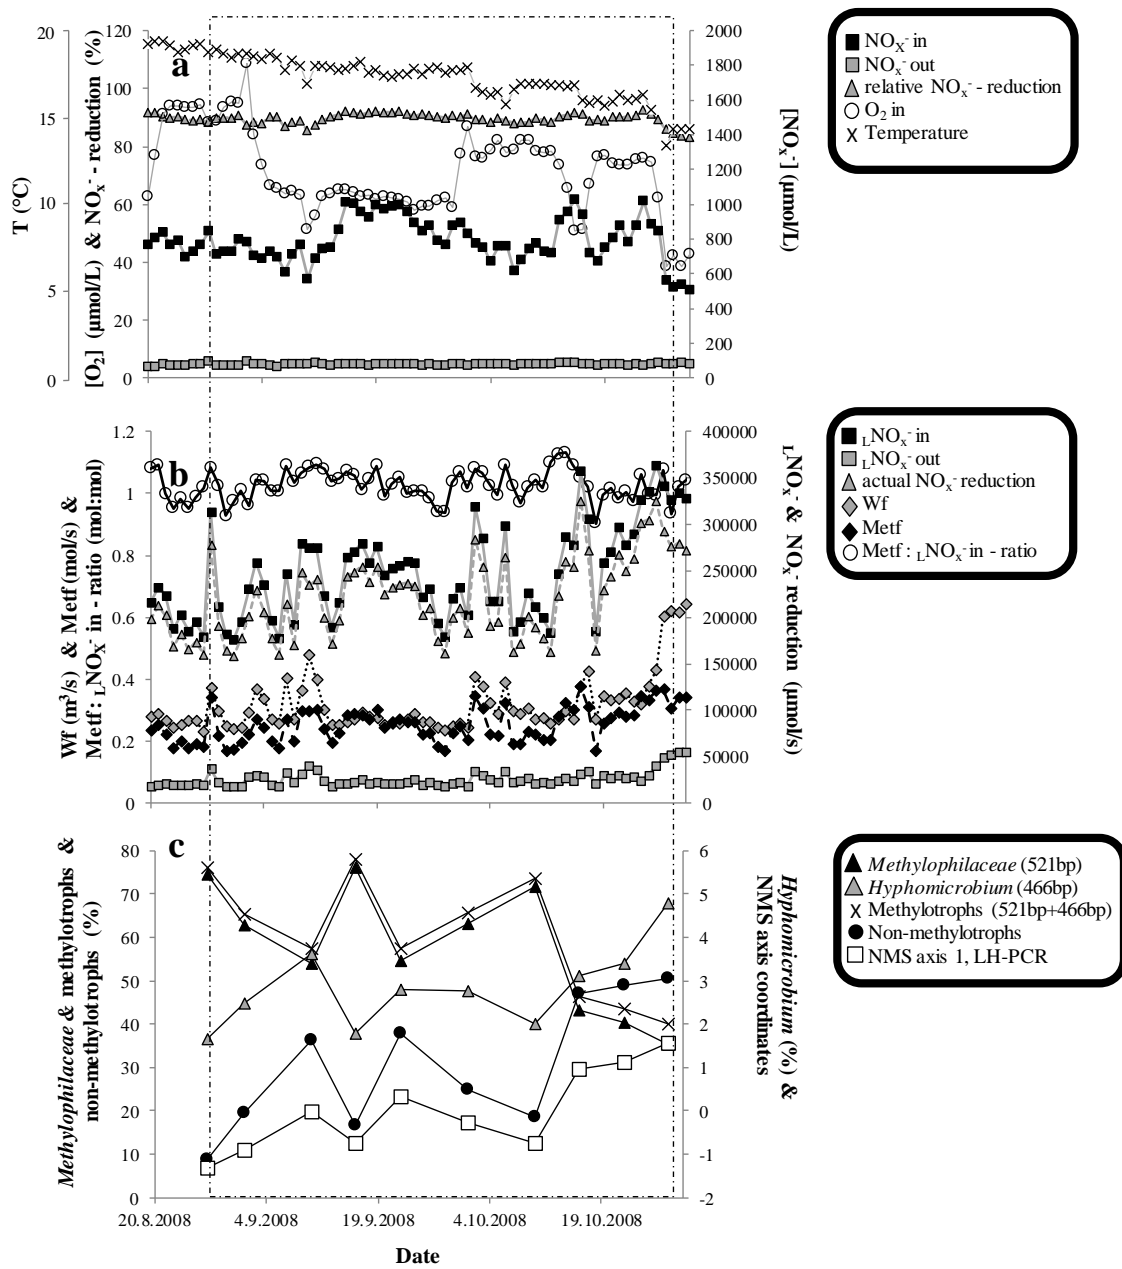 a
20
15
10
5
0
T (°C)
[O₂] (μmol/L) & NOₓ⁻ - reduction (%)
120
100
80
60
40
20
0
2000
1800
1600
1400
1200
1000
800
600
400
200
0
[NOₓ⁻] (μmol/L)
NOₓ⁻ in
NOₓ⁻ out
relative NOₓ⁻ - reduction
O₂ in
Temperature
b
Wf (m³/s) & Metf (mol/s) &
Metf : LNOₓ⁻ in - ratio (mol:mol)
1.2
1
0.8
0.6
0.4
0.2
0
400000
350000
300000
250000
200000
150000
100000
50000
0
LNOₓ⁻ & NOₓ⁻ reduction (μmol/s)
LNOₓ⁻ in
LNOₓ⁻ out
actual NOₓ⁻ reduction
Wf
Metf
Metf : LNOₓ⁻ in - ratio
c
Methylophilaceae & methylotrophs &
non-methylotrophs (%)
80
70
60
50
40
30
20
10
0
6
5
4
3
2
1
0
-1
-2
Hyphomicrobium (%) &
NMS axis coordinates
Methylophilaceae (521bp)
Hyphomicrobium (466bp)
Methylotrophs (521bp+466bp)
Non-methylotrophs
NMS axis 1, LH-PCR
20.8.2008
4.9.2008
19.9.2008
4.10.2008
19.10.2008
Date